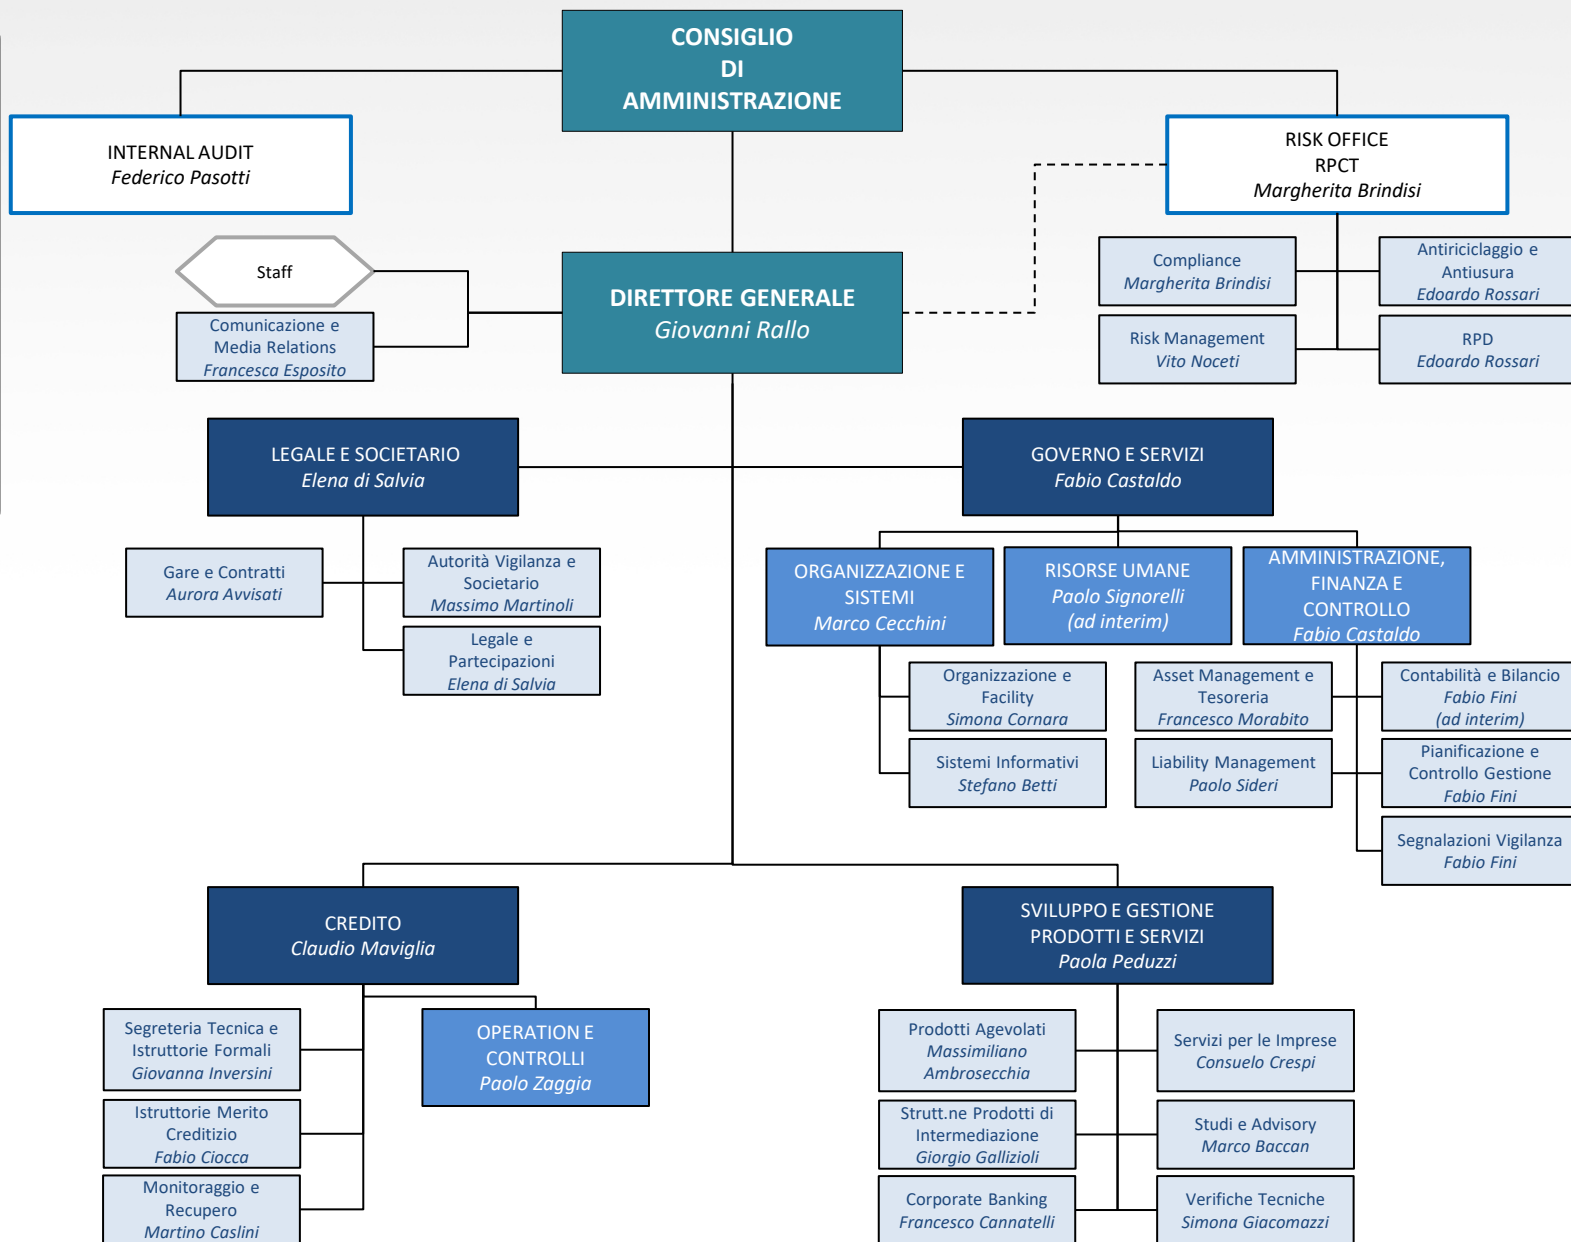 CONSIGLIO
DI
AMMINISTRAZIONE
INTERNAL AUDIT
Federico Pasotti
RISK OFFICE
RPCT
Margherita Brindisi
Staff
Comunicazione e
Media Relations
Francesca Esposito
DIRETTORE GENERALE
Giovanni Rallo
Compliance
Margherita Brindisi
Antiriciclaggio e
Antiusura
Edoardo Rossari
Risk Management
Vito Noceti
RPD
Edoardo Rossari
LEGALE E SOCIETARIO
Elena di Salvia
GOVERNO E SERVIZI
Fabio Castaldo
Gare e Contratti
Aurora Avvisati
Autorità Vigilanza e
Societario
Massimo Martinoli
Legale e
Partecipazioni
Elena di Salvia
ORGANIZZAZIONE E
SISTEMI
Marco Cecchini
RISORSE UMANE
Paolo Signorelli
(ad interim)
AMMINISTRAZIONE,
FINANZA E
CONTROLLO
Fabio Castaldo
Organizzazione e
Facility
Simona Cornara
Sistemi Informativi
Stefano Betti
Asset Management e
Tesoreria
Francesco Morabito
Contabilità e Bilancio
Fabio Fini
(ad interim)
Liability Management
Paolo Sideri
Pianificazione e
Controllo Gestione
Fabio Fini
Segnalazioni Vigilanza
Fabio Fini
CREDITO
Claudio Maviglia
SVILUPPO E GESTIONE
PRODOTTI E SERVIZI
Paola Peduzzi
Segreteria Tecnica e
Istruttorie Formali
Giovanna Inversini
OPERATION E
CONTROLLI
Paolo Zaggia
Istruttorie Merito
Creditizio
Fabio Ciocca
Monitoraggio e
Recupero
Martino Caslini
Prodotti Agevolati
Massimiliano
Ambrosecchia
Servizi per le Imprese
Consuelo Crespi
Strutt.ne Prodotti di
Intermediazione
Giorgio Gallizioli
Studi e Advisory
Marco Baccan
Corporate Banking
Francesco Cannatelli
Verifiche Tecniche
Simona Giacomazzi